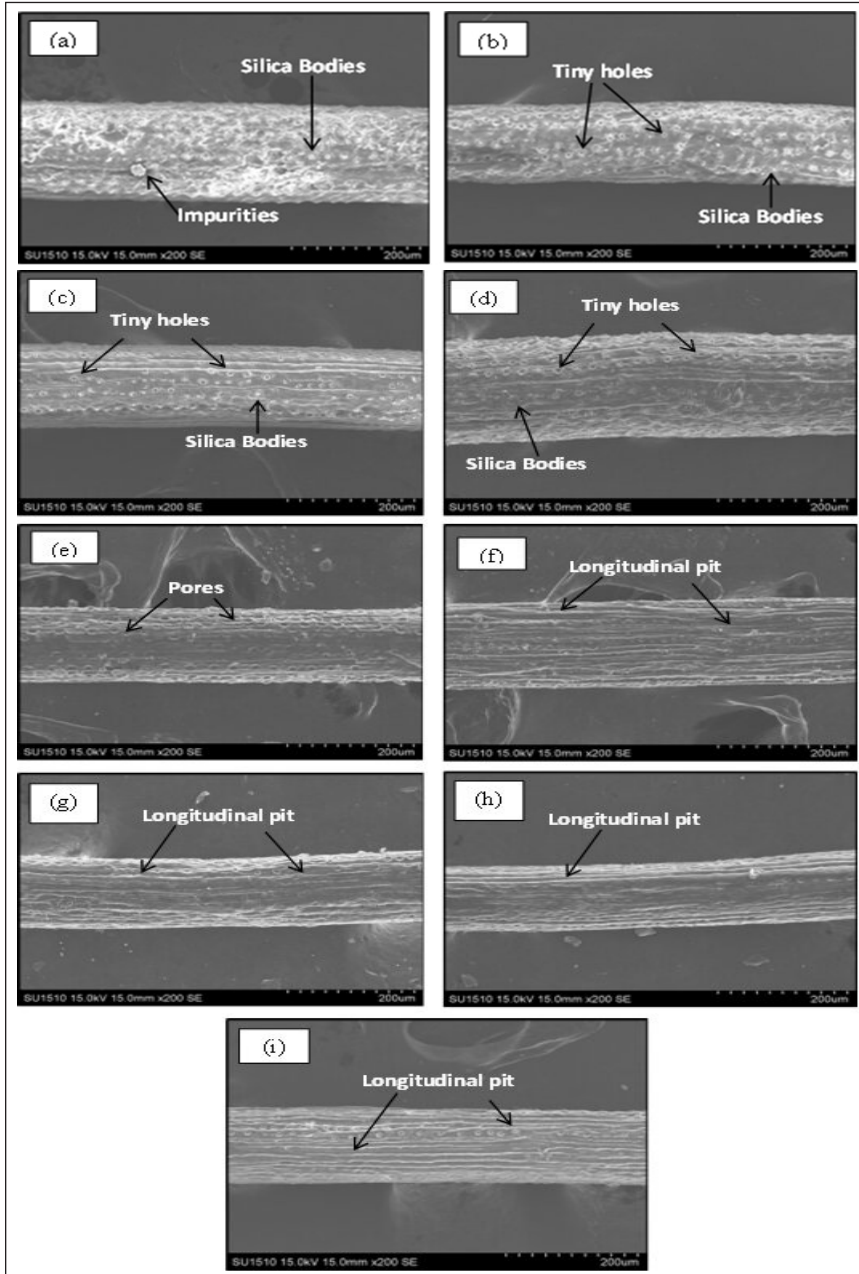 (a)
Silica Bodies
Impurities
SU1510 15.0kV 15.0mm x200 SE
200um
(b)
Tiny holes
Silica Bodies
SU1510 15.0kV 15.0mm x200 SE
200um
(c)
Tiny holes
Silica Bodies
SU1510 15.0kV 15.0mm x200 SE
200um
(d)
Tiny holes
Silica Bodies
SU1510 15.0kV 15.0mm x200 SE
200um
(e)
Pores
SU1510 15.0kV 15.0mm x200 SE
200um
(f)
Longitudinal pit
SU1510 15.0kV 15.0mm x200 SE
200um
(g)
Longitudinal pit
SU1510 15.0kV 15.0mm x200 SE
200um
(h)
Longitudinal pit
SU1510 15.0kV 15.0mm x200 SE
200um
(i)
Longitudinal pit
SU1510 15.0kV 15.0mm x200 SE
200um